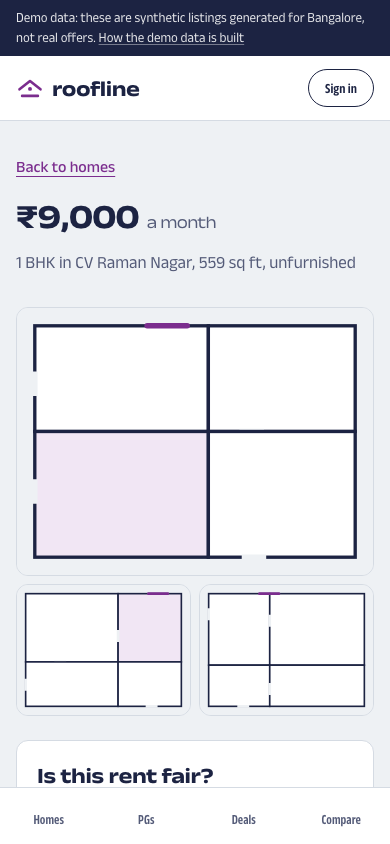 Demo data: these are synthetic listings generated for Bangalore,
not real offers. How the demo data is built
roofline
Sign in
Back to homes
₹9,000 a month
1 BHK in CV Raman Nagar, 559 sq ft, unfurnished
Is this rent fair?
Homes
PGs
Deals
Compare